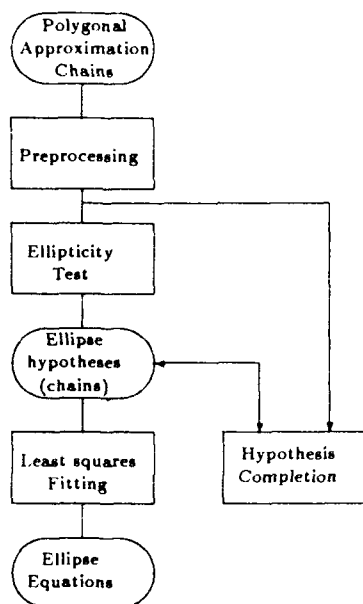 Polygonal
Approximation
Chains
Preprocessing
Ellipticity
Test
Ellipse
hypotheses
(chains)
Least squares
Fitting
Hypothesis
Completion
Ellipse
Equations